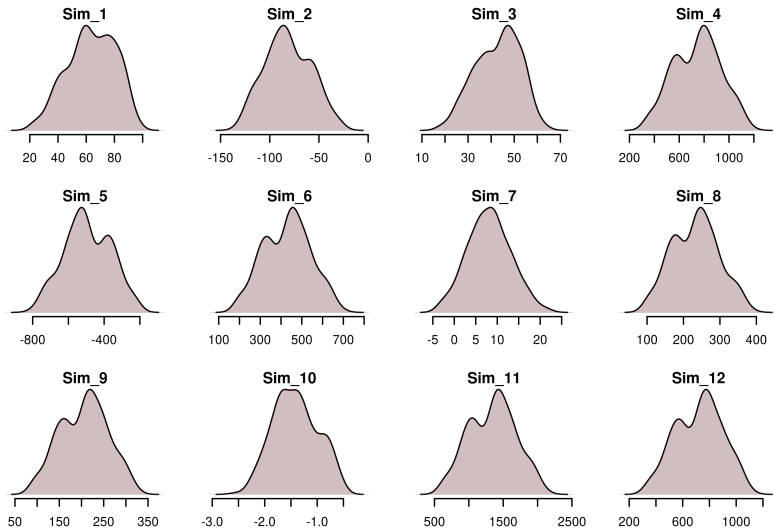 Sim_1 Sim_2 Sim_3 Sim_4
20 40 60 80 -150 -100 -50 0 10 30 50 70 200 600 1000
Sim_5 Sim_6 Sim_7 Sim_8
-800 -400 100 300 500 700 -5 0 5 10 20 100 200 300 400
Sim_9 Sim_10 Sim_11 Sim_12
50 150 250 350 -3.0 -2.0 -1.0 500 1500 2500 200 600 1000